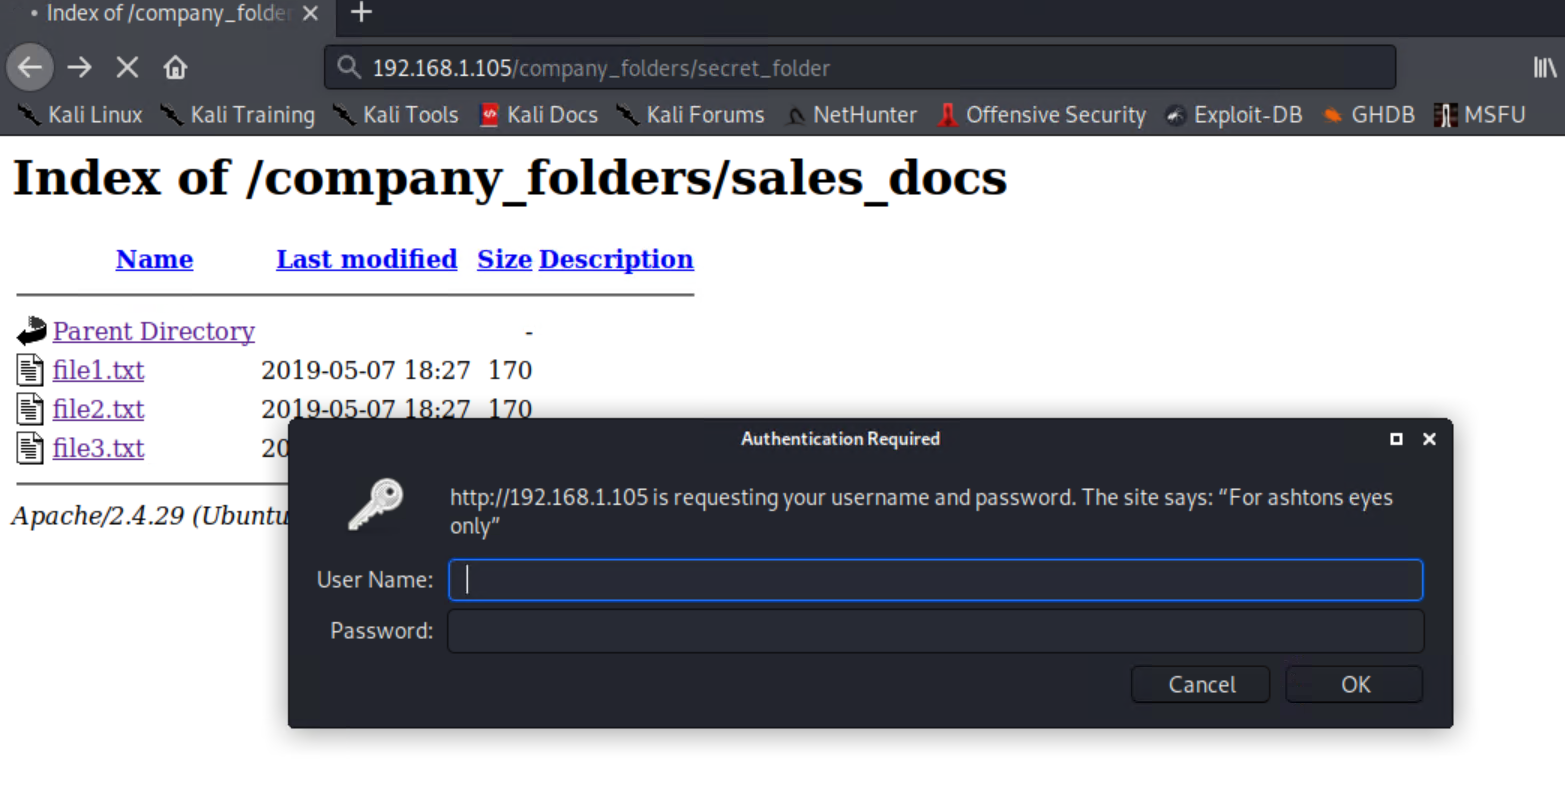 • Index of /company_folder
192.168.1.105/company_folders/secret_folder
Kali Linux Kali Training Kali Tools Kali Docs Kali Forums NetHunter Offensive Security Exploit-DB GHDB MSFU
Index of /company_folders/sales_docs
Name Last modified Size Description
Parent Directory -
file1.txt 2019-05-07 18:27 170
file2.txt 2019-05-07 18:27 170
file3.txt 20
Apache/2.4.29 (Ubuntu
Authentication Required
http://192.168.1.105 is requesting your username and password. The site says: “For ashtons eyes
only”
User Name:
Password:
Cancel OK